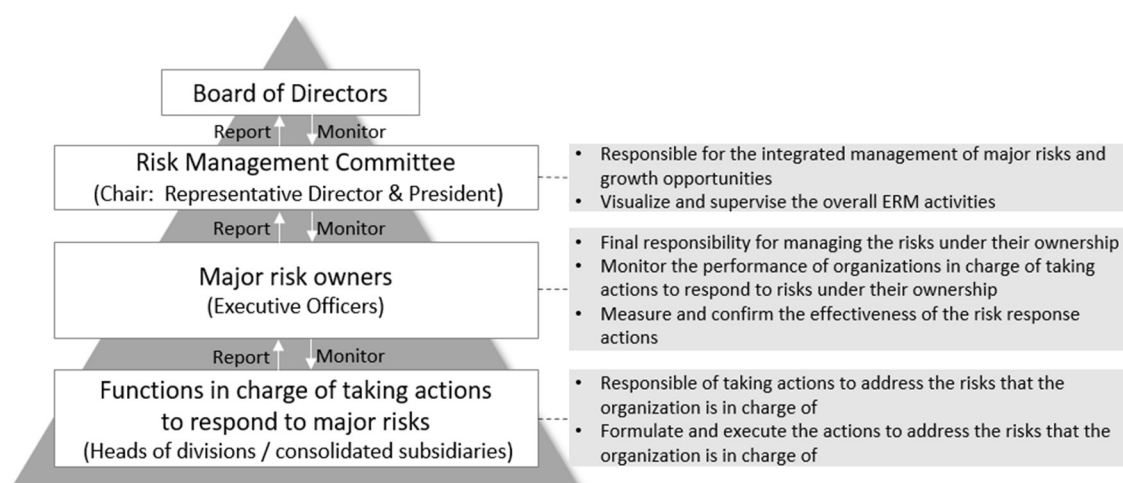 Board of Directors
Report
Monitor
Risk Management Committee
(Chair: Representative Director & President)
• Responsible for the integrated management of major risks and
growth opportunities
• Visualize and supervise the overall ERM activities
Report
Monitor
Major risk owners
(Executive Officers)
• Final responsibility for managing the risks under their ownership
• Monitor the performance of organizations in charge of taking
actions to respond to risks under their ownership
• Measure and confirm the effectiveness of the risk response
actions
Report
Monitor
Functions in charge of taking actions
to respond to major risks
(Heads of divisions / consolidated subsidiaries)
• Responsible of taking actions to address the risks that the
organization is in charge of
• Formulate and execute the actions to address the risks that the
organization is in charge of